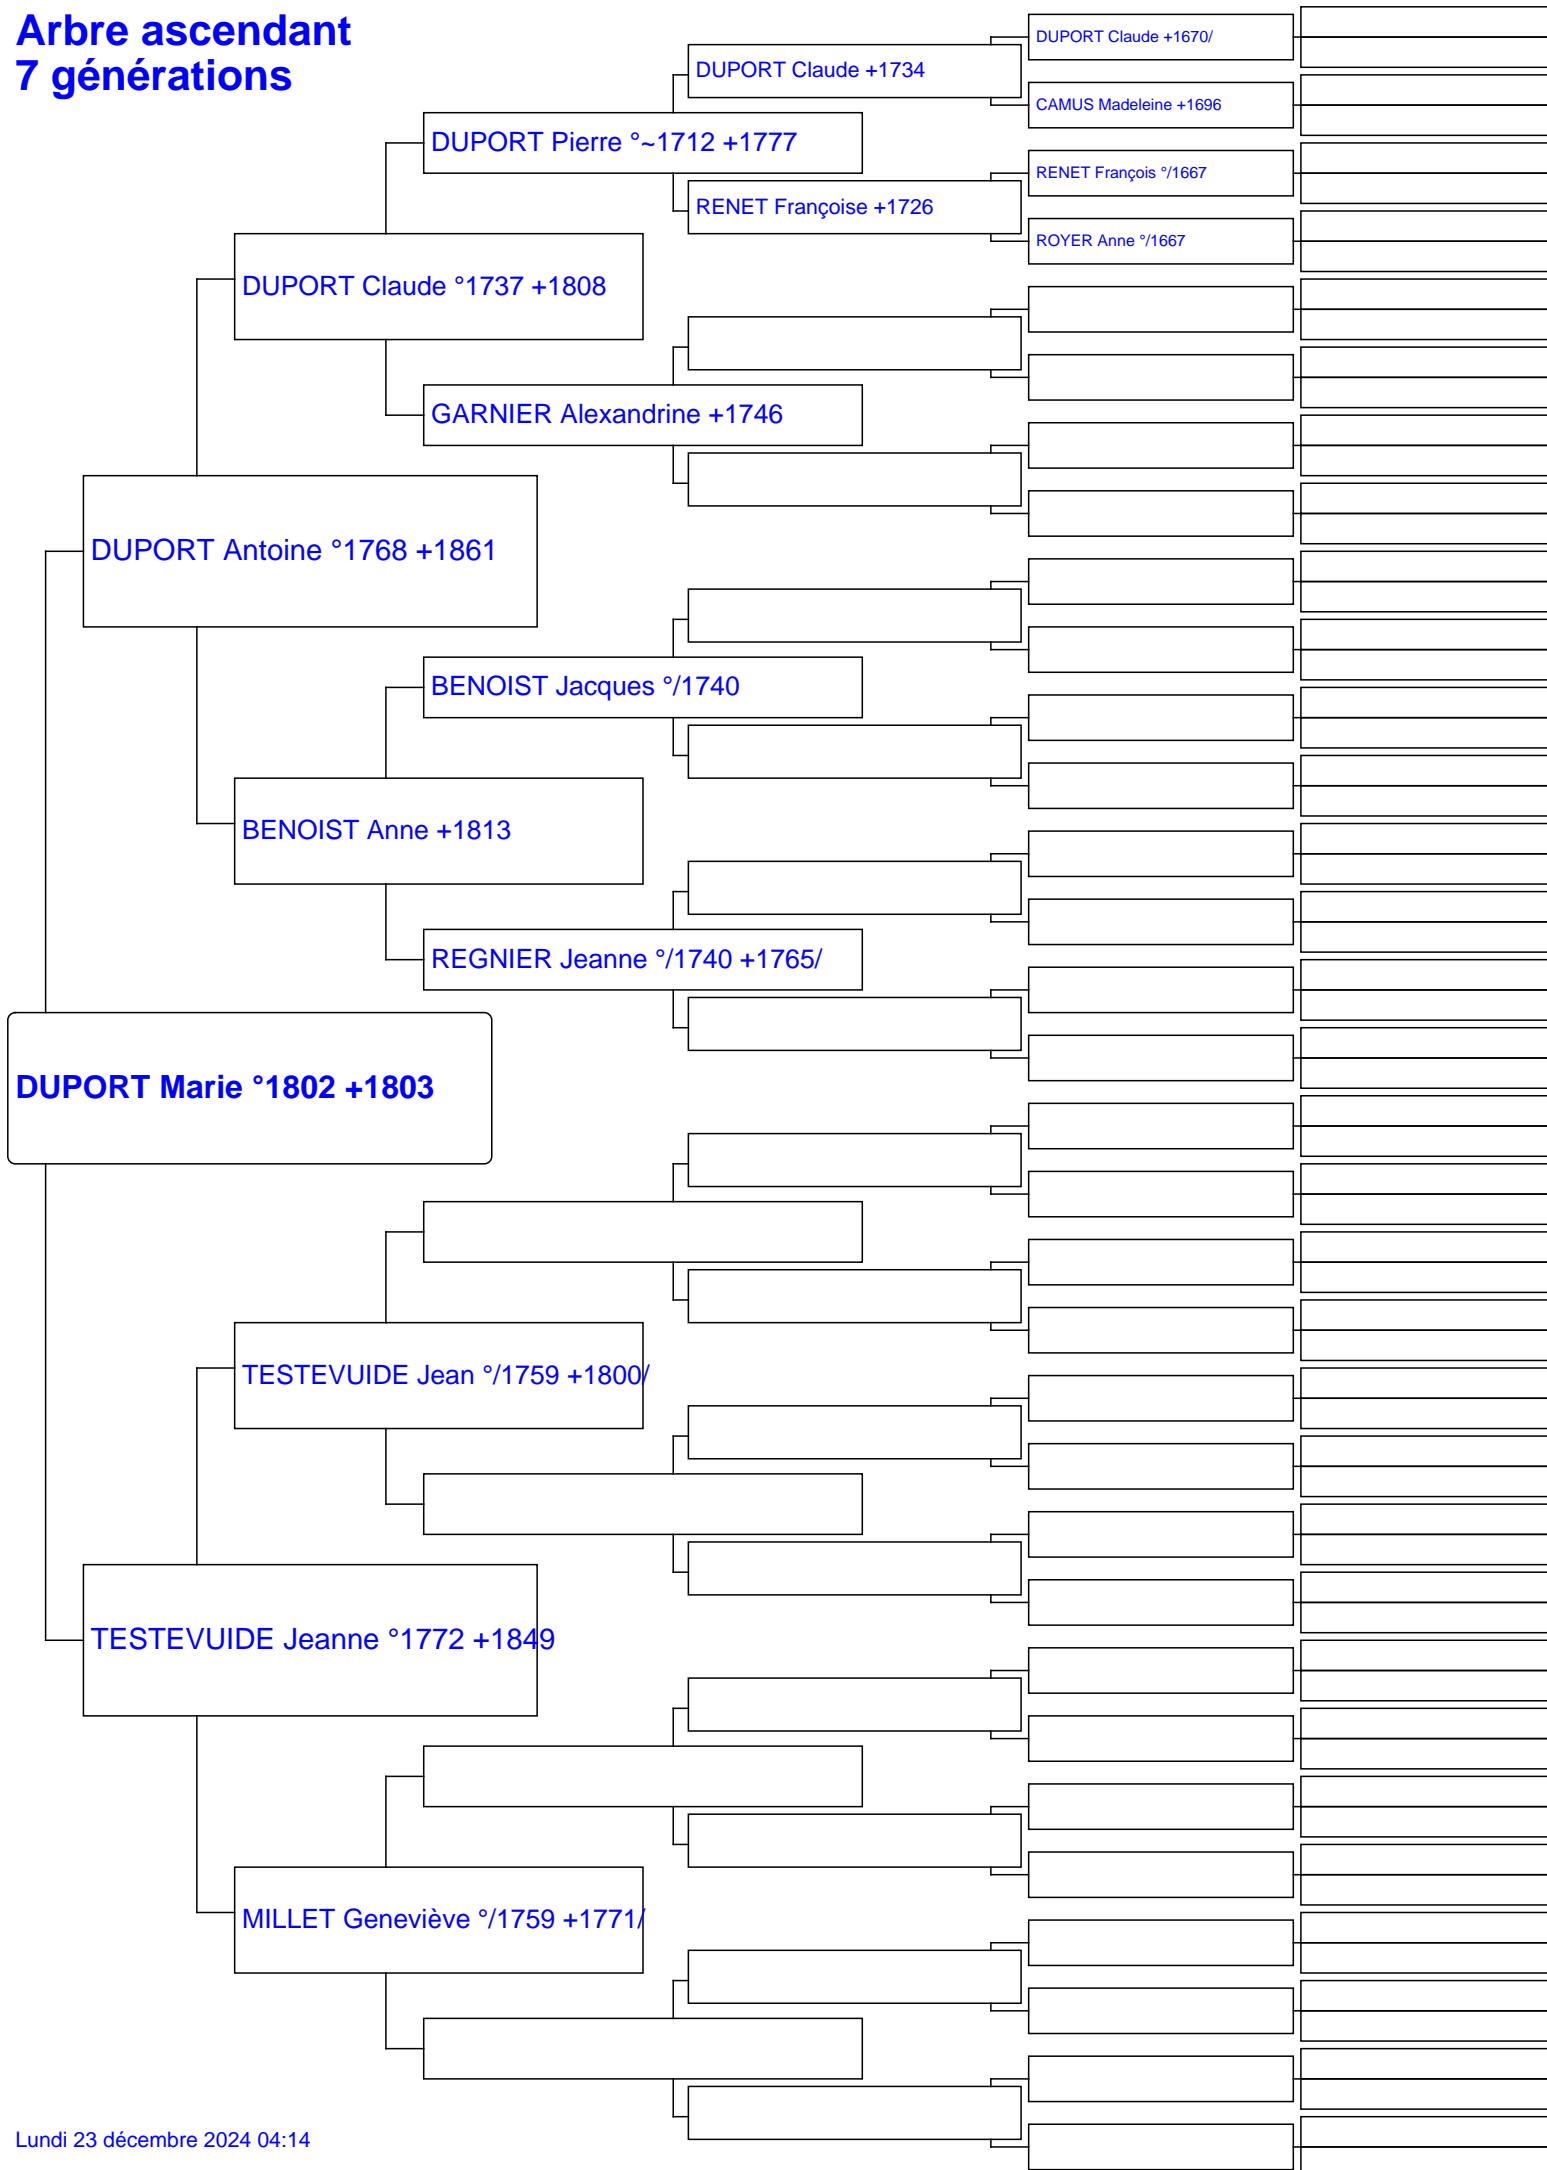 Arbre ascendant
7 générations
DUPORT Claude +1670/
DUPORT Claude +1734
CAMUS Madeleine +1696
DUPORT Pierre °~1712 +1777
RENET François °/1667
RENET Françoise +1726
ROYER Anne °/1667
DUPORT Claude °1737 +1808
GARNIER Alexandrine +1746
DUPORT Antoine °1768 +1861
BENOIST Jacques °/1740
BENOIST Anne +1813
REGNIER Jeanne °/1740 +1765/
DUPORT Marie °1802 +1803
TESTEVUIDE Jean °/1759 +1800/
TESTEVUIDE Jeanne °1772 +1849
MILLET Geneviève °/1759 +1771/
Lundi 23 décembre 2024 04:14